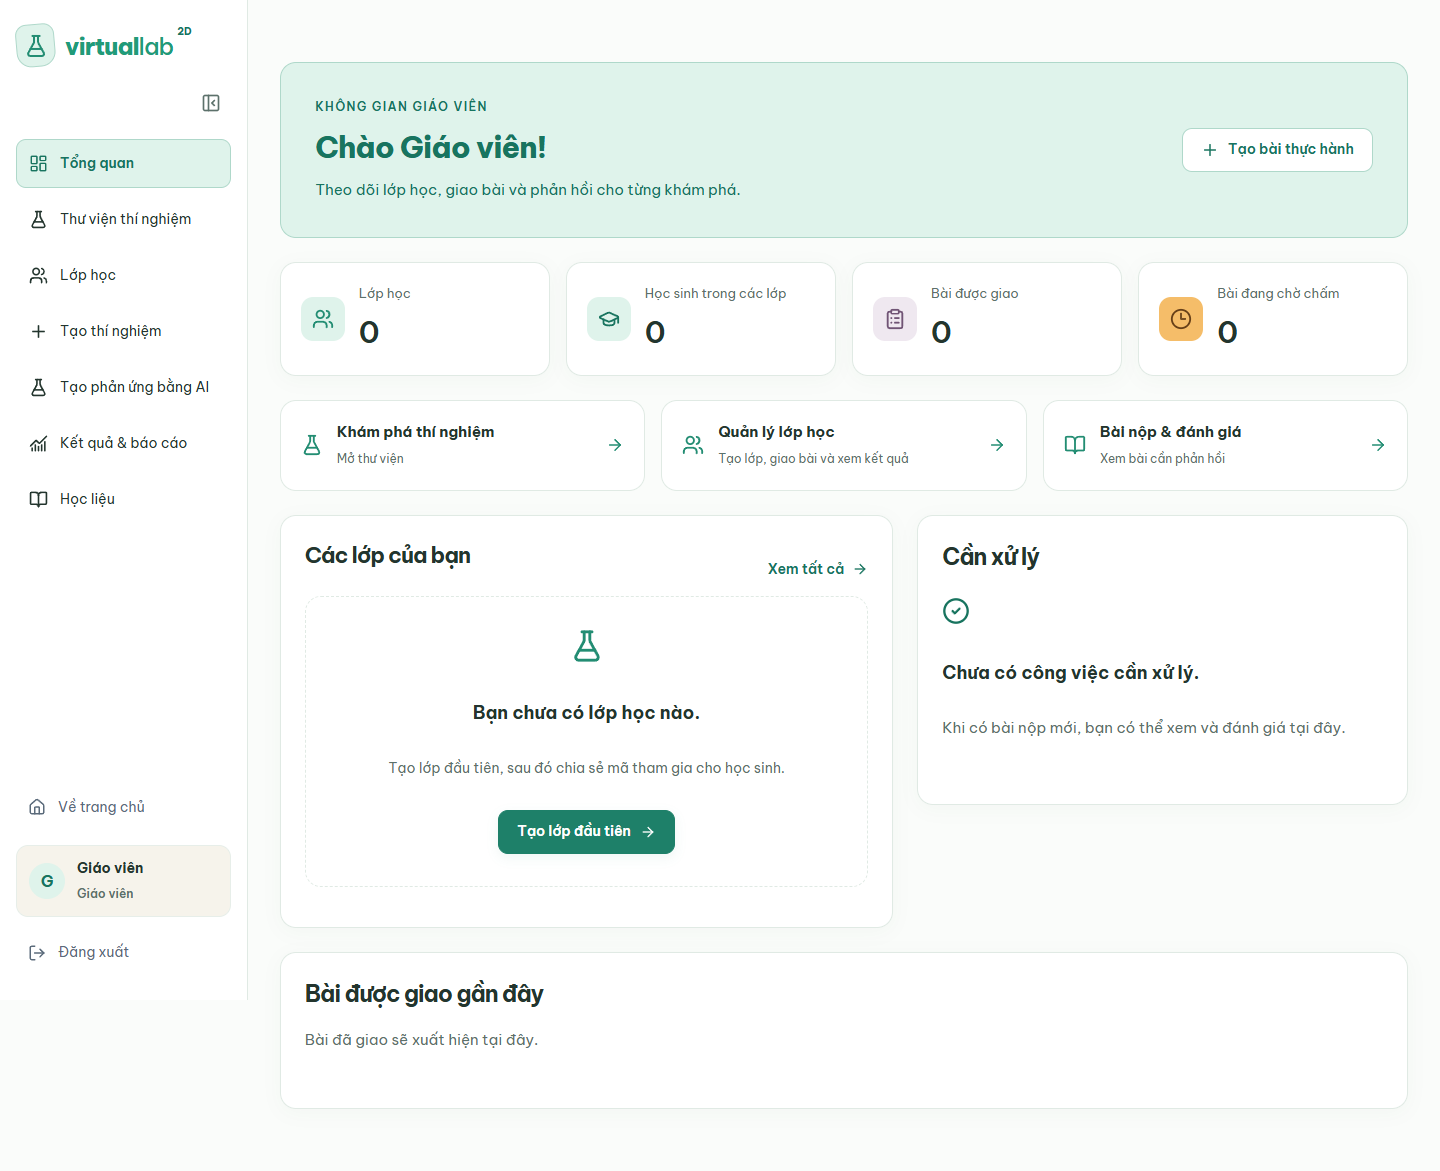 virtuallab 2D
Tổng quan
Thư viện thí nghiệm
Lớp học
Tạo thí nghiệm
Tạo phản ứng bằng AI
Kết quả & báo cáo
Học liệu
Về trang chủ
G
Giáo viên
Giáo viên
Đăng xuất
KHÔNG GIAN GIÁO VIÊN
Chào Giáo viên!
Theo dõi lớp học, giao bài và phản hồi cho từng khám phá.
Tạo bài thực hành
Lớp học
0
Học sinh trong các lớp
0
Bài được giao
0
Bài đang chờ chấm
0
Khám phá thí nghiệm
Mở thư viện
Quản lý lớp học
Tạo lớp, giao bài và xem kết quả
Bài nộp & đánh giá
Xem bài cần phản hồi
Các lớp của bạn
Xem tất cả
Bạn chưa có lớp học nào.
Tạo lớp đầu tiên, sau đó chia sẻ mã tham gia cho học sinh.
Tạo lớp đầu tiên
Cần xử lý
Chưa có công việc cần xử lý.
Khi có bài nộp mới, bạn có thể xem và đánh giá tại đây.
Bài được giao gần đây
Bài đã giao sẽ xuất hiện tại đây.